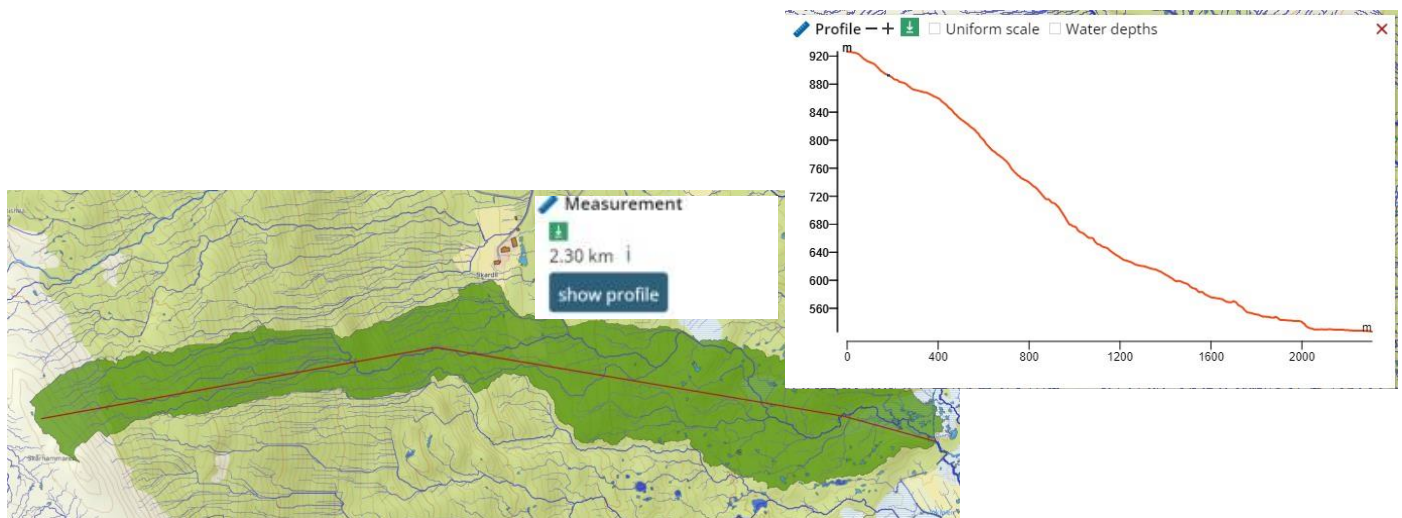 Profile − + Uniform scale Water depths
m
920
880
840
800
760
720
680
640
600
560
m
0 400 800 1200 1600 2000
Measurement
2.30 km i
show profile
Skardet